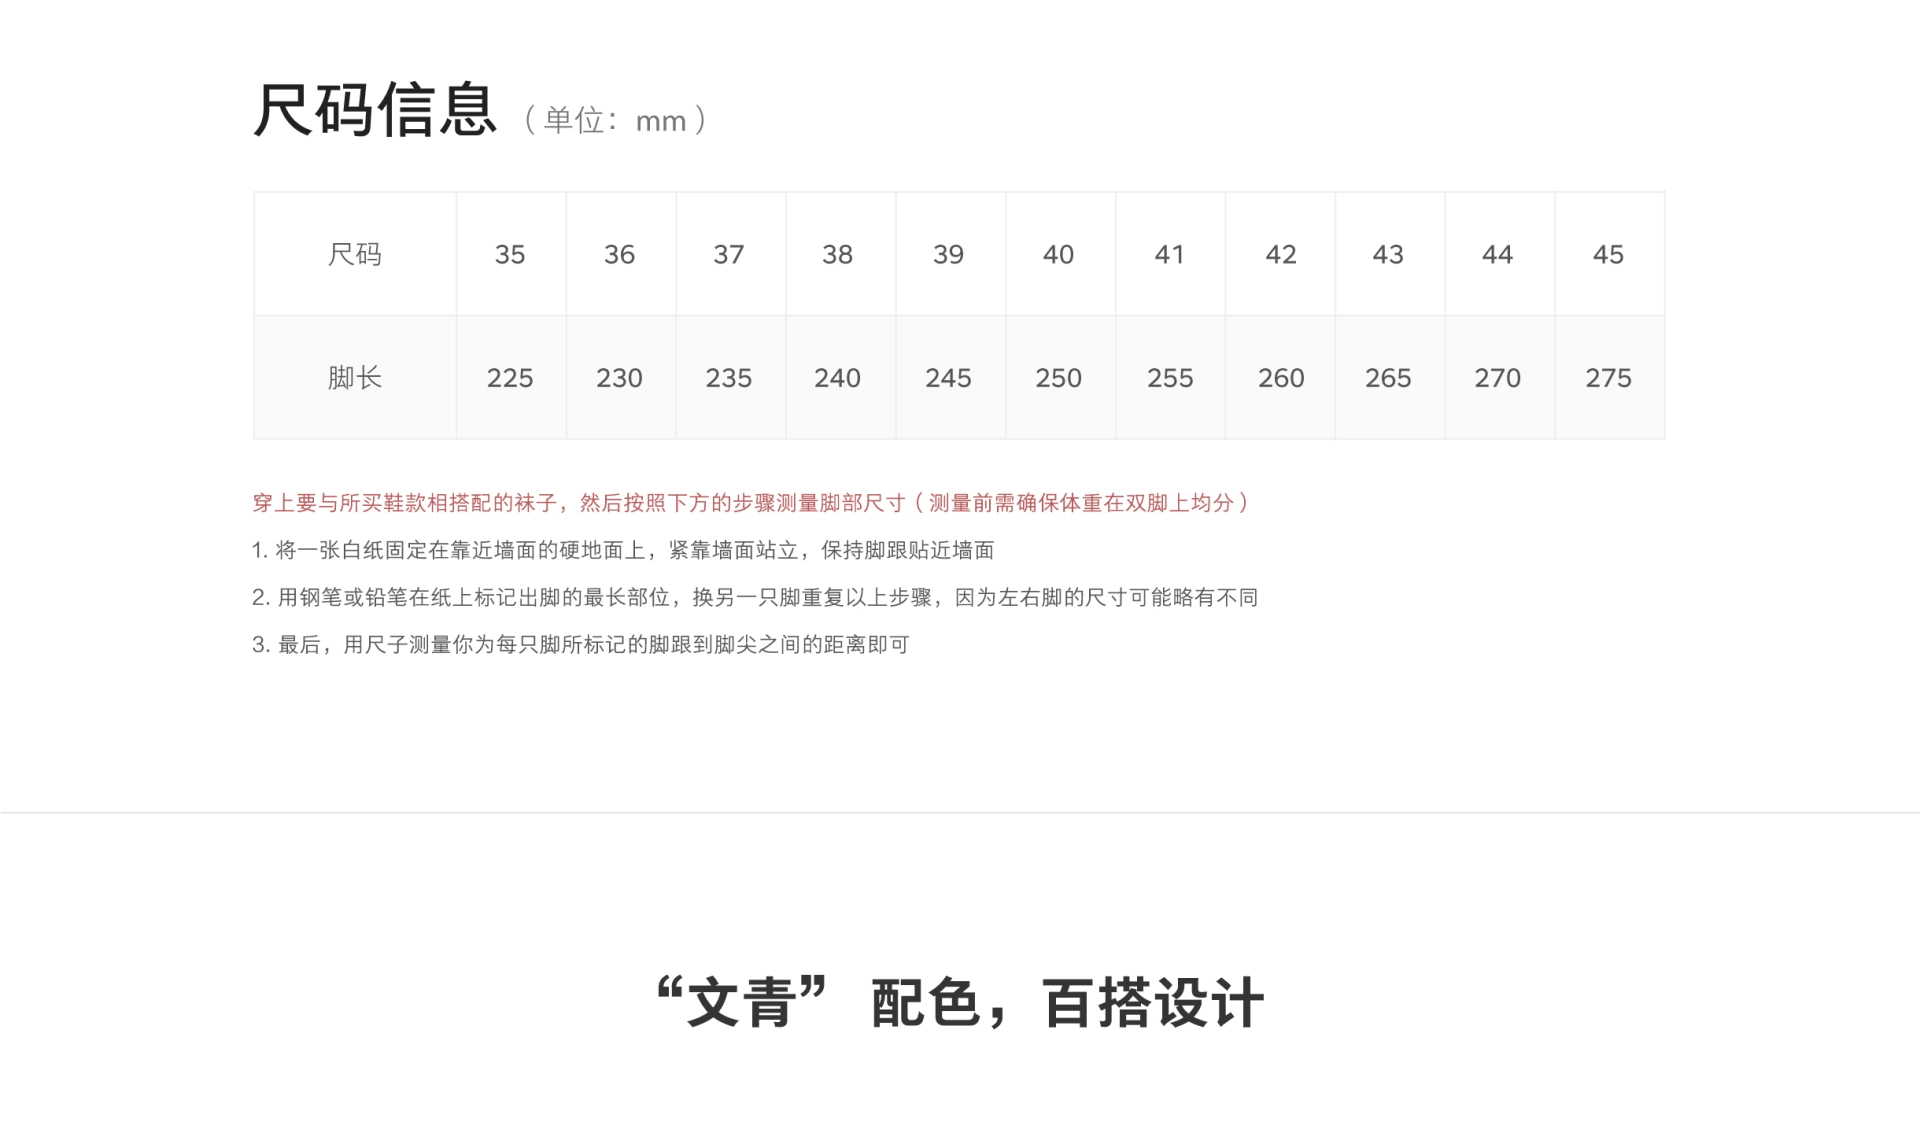 尺码信息（单位：mm）
尺码 35 36 37 38 39 40 41 42 43 44 45
脚长 225 230 235 240 245 250 255 260 265 270 275
穿上要与所买鞋款相搭配的袜子，然后按照下方的步骤测量脚部尺寸（测量前需确保体重在双脚上均分）
1. 将一张白纸固定在靠近墙面的硬地面上，紧靠墙面站立，保持脚跟贴近墙面
2. 用钢笔或铅笔在纸上标记出脚的最长部位，换另一只脚重复以上步骤，因为左右脚的尺寸可能略有不同
3. 最后，用尺子测量你为每只脚所标记的脚跟到脚尖之间的距离即可
“文青” 配色，百搭设计